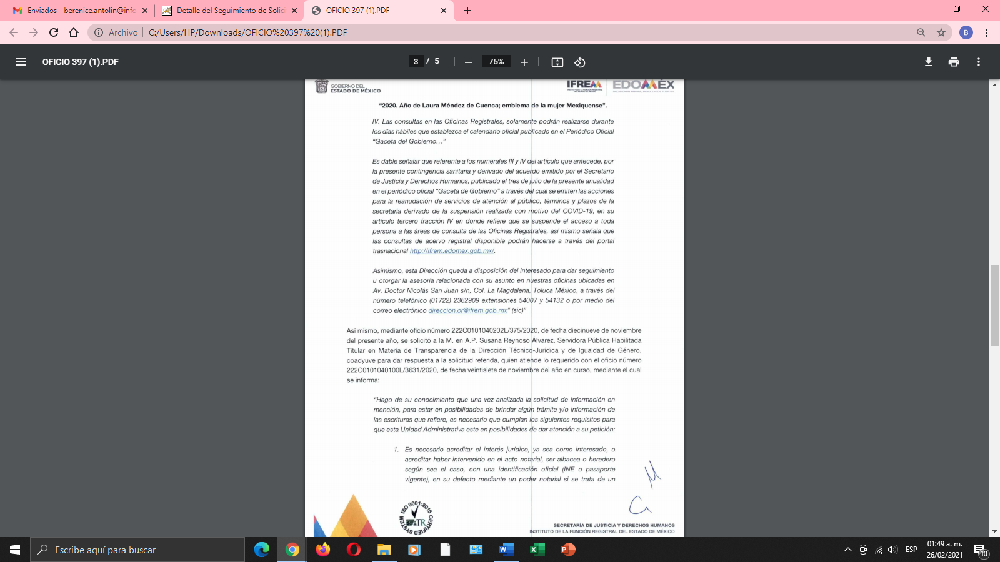 Enviados - berenice.antolin@info
Detalle del Seguimiento de Solici
OFICIO 397 (1).PDF
Archivo
C:/Users/HP/Downloads/OFICIO%20397%20(1).PDF
B
OFICIO 397 (1).PDF
3 / 5
75%
GOBIERNO DEL
ESTADO DE MÉXICO
IFREM
INSTITUTO DE LA FUNCIÓN REGISTRAL
DEL ESTADO DE MÉXICO
EDOMÉX
DECISIONES FIRMES, RESULTADOS FUERTES
“2020. Año de Laura Méndez de Cuenca; emblema de la mujer Mexiquense”.
IV. Las consultas en las Oficinas Registrales, solamente podrán realizarse durante
los días hábiles que establezca el calendario oficial publicado en el Periódico Oficial
“Gaceta del Gobierno…”
Es dable señalar que referente a los numerales III y IV del artículo que antecede, por
la presente contingencia sanitaria y derivado del acuerdo emitido por el Secretario
de Justicia y Derechos Humanos, publicado el tres de julio de la presente anualidad
en el periódico oficial “Gaceta de Gobierno” a través del cual se emiten las acciones
para la reanudación de servicios de atención al público, términos y plazos de la
secretaria derivado de la suspensión realizada con motivo del COVID-19, en su
artículo tercero fracción IV en donde refiere que se suspende el acceso a toda
persona a las áreas de consulta de las Oficinas Registrales, así mismo señala que
las consultas de acervo registral disponible podrán hacerse a través del portal
trasnacional http://ifrem.edomex.gob.mx/.
Asimismo, esta Dirección queda a disposición del interesado para dar seguimiento
u otorgar la asesoría relacionada con su asunto en nuestras oficinas ubicadas en
Av. Doctor Nicolás San Juan s/n, Col. La Magdalena, Toluca México, a través del
número telefónico (01722) 2362909 extensiones 54007 y 54132 o por medio del
correo electrónico direccion.or@ifrem.gob.mx” (sic)”
Así mismo, mediante oficio número 222C0101040202L/375/2020, de fecha diecinueve de noviembre
del presente año, se solicitó a la M. en A.P. Susana Reynoso Álvarez, Servidora Pública Habilitada
Titular en Materia de Transparencia de la Dirección Técnico-Jurídica y de Igualdad de Género,
coadyuve para dar respuesta a la solicitud referida, quien atiende lo requerido con el oficio número
222C0101040100L/3631/2020, de fecha veintisiete de noviembre del año en curso, mediante el cual
se informa:
“Hago de su conocimiento que una vez analizada la solicitud de información en
mención, para estar en posibilidades de brindar algún trámite y/o información de
las escrituras que refiere, es necesario que cumplan los siguientes requisitos para
que esta Unidad Administrativa este en posibilidades de dar atención a su petición:
1. Es necesario acreditar el interés jurídico, ya sea como interesado, o
acreditar haber intervenido en el acto notarial, ser albacea o heredero
según sea el caso, con una identificación oficial (INE o pasaporte
vigente), en su defecto mediante un poder notarial si se trata de un
ISO 9001:2015 CERTIFIED SYSTEM
ATR
SECRETARÍA DE JUSTICIA Y DERECHOS HUMANOS
INSTITUTO DE LA FUNCIÓN REGISTRAL DEL ESTADO DE MÉXICO
Escribe aquí para buscar
ESP
01:49 a. m.
26/02/2021
10